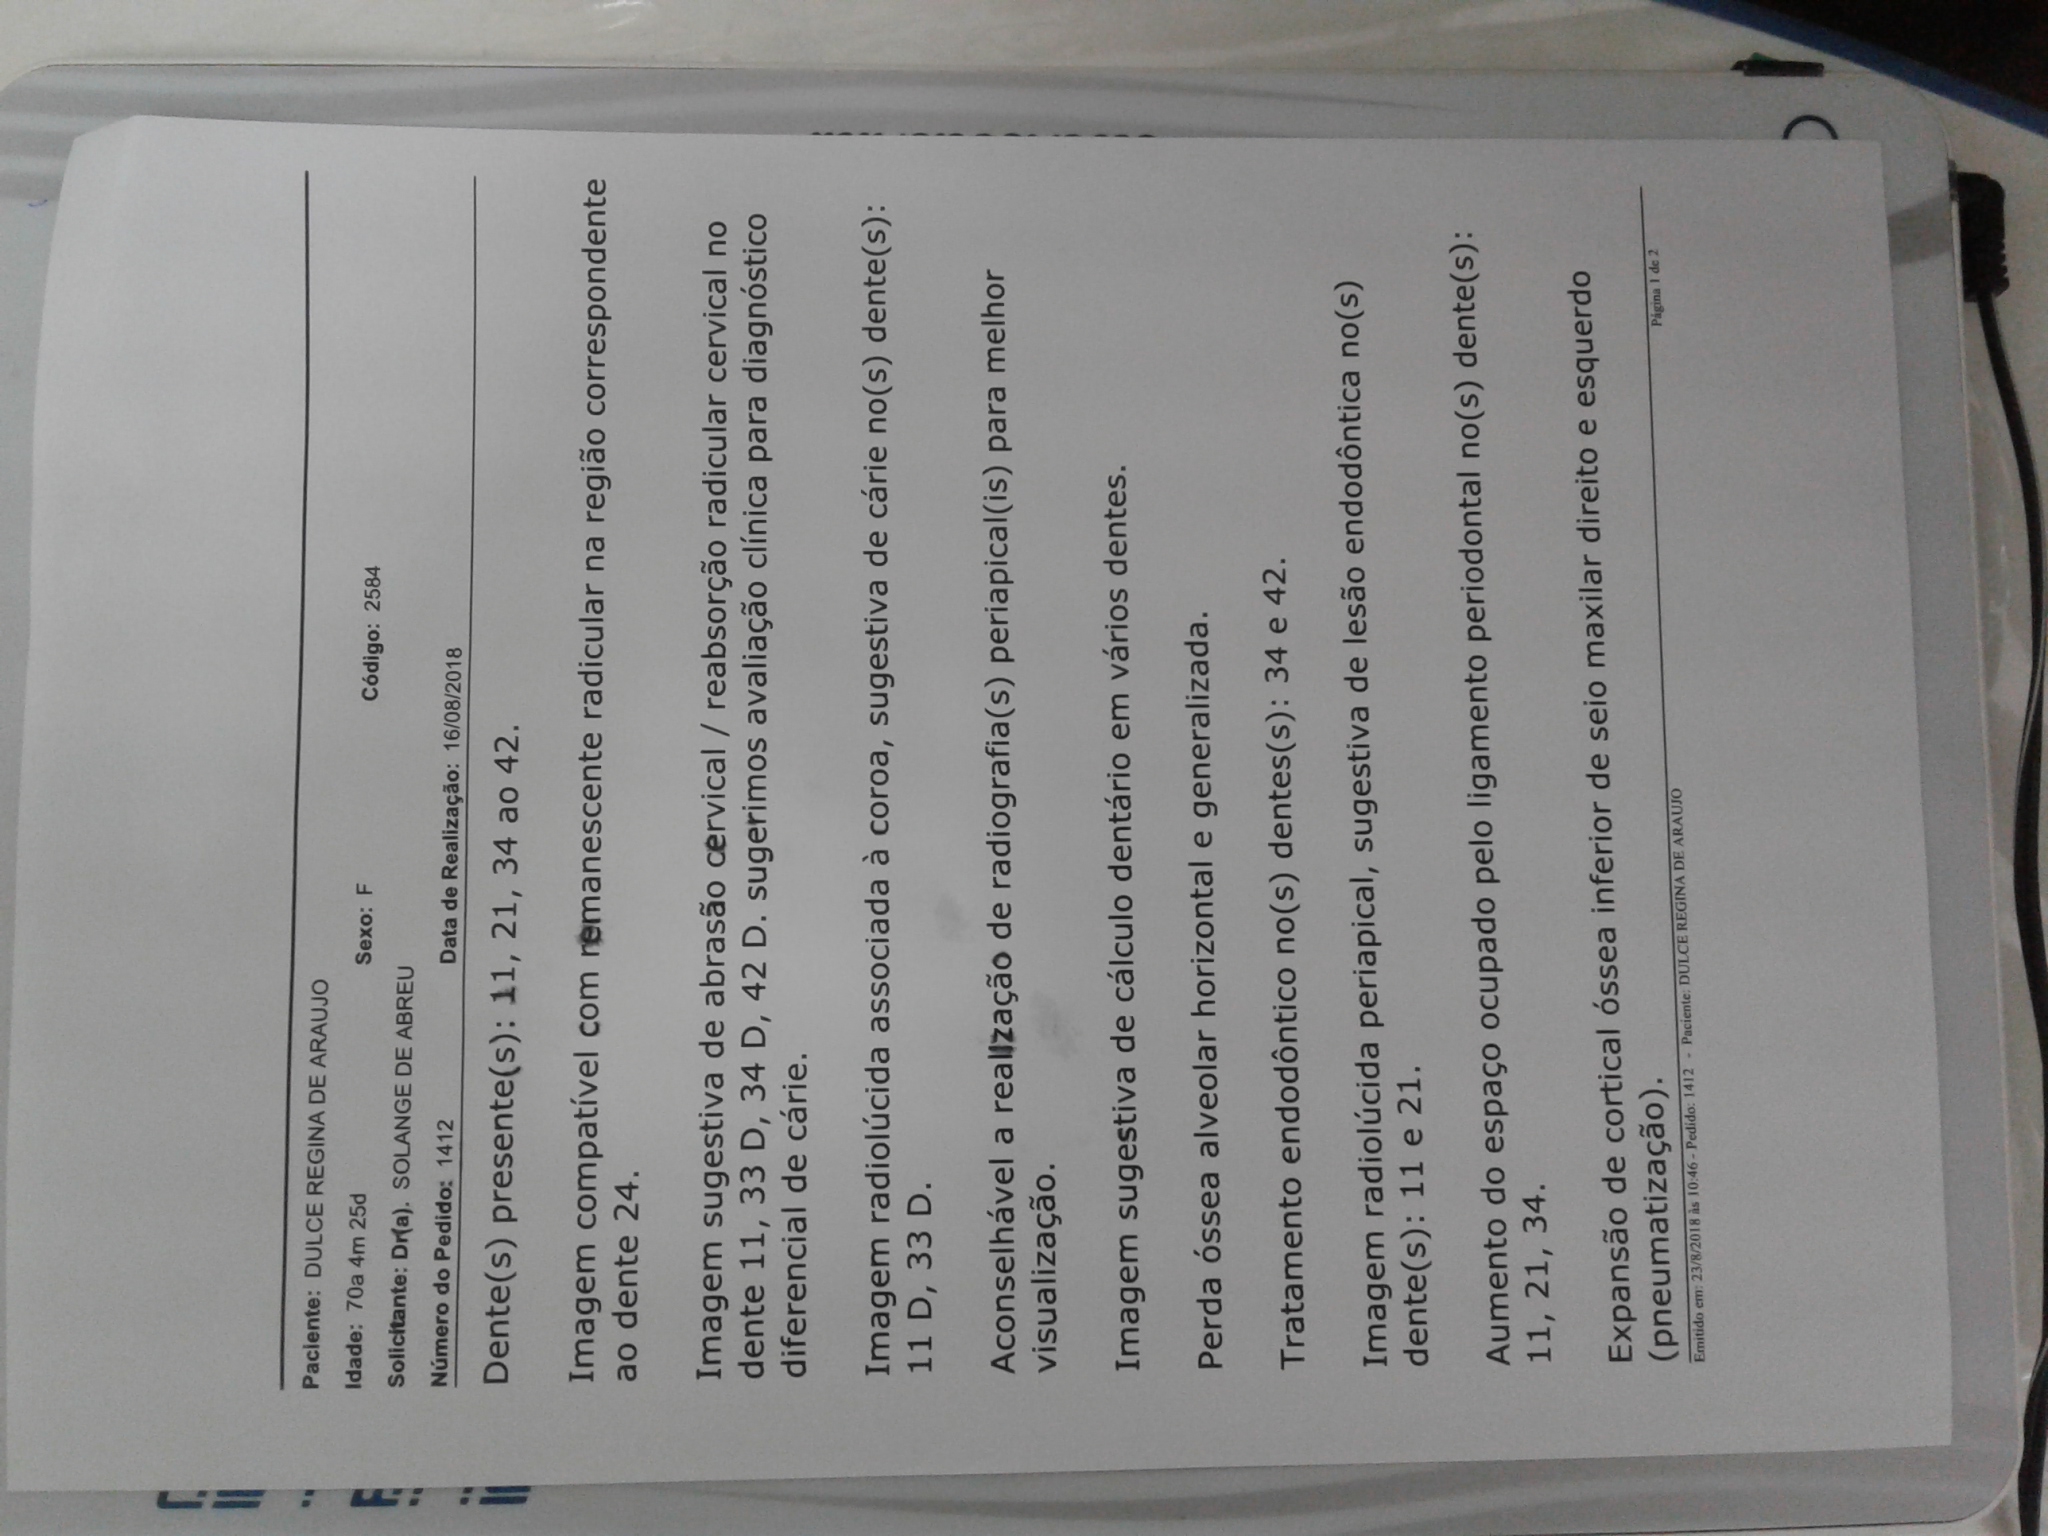 Paciente: DULCE REGINA DE ARAUJO
Idade: 70a 4m 25d Sexo: F Código: 2584
Solicitante: Dr(a). SOLANGE DE ABREU
Número do Pedido: 1412 Data de Realização: 16/08/2018
Dente(s) presente(s): 11, 21, 34 ao 42.
Imagem compatível com remanescente radicular na região correspondente
ao dente 24.
Imagem sugestiva de abrasão cervical / reabsorção radicular cervical no
dente 11, 33 D, 34 D, 42 D. sugerimos avaliação clínica para diagnóstico
diferencial de cárie.
Imagem radiolúcida associada à coroa, sugestiva de cárie no(s) dente(s):
11 D, 33 D.
Aconselhável a realização de radiografia(s) periapical(is) para melhor
visualização.
Imagem sugestiva de cálculo dentário em vários dentes.
Perda óssea alveolar horizontal e generalizada.
Tratamento endodôntico no(s) dentes(s): 34 e 42.
Imagem radiolúcida periapical, sugestiva de lesão endodôntica no(s)
dente(s): 11 e 21.
Aumento do espaço ocupado pelo ligamento periodontal no(s) dente(s):
11, 21, 34.
Expansão de cortical óssea inferior de seio maxilar direito e esquerdo
(pneumatização).
Emitido em: 23/8/2018 às 10:46 - Pedido: 1412 - Paciente: DULCE REGINA DE ARAUJO Página 1 de 2